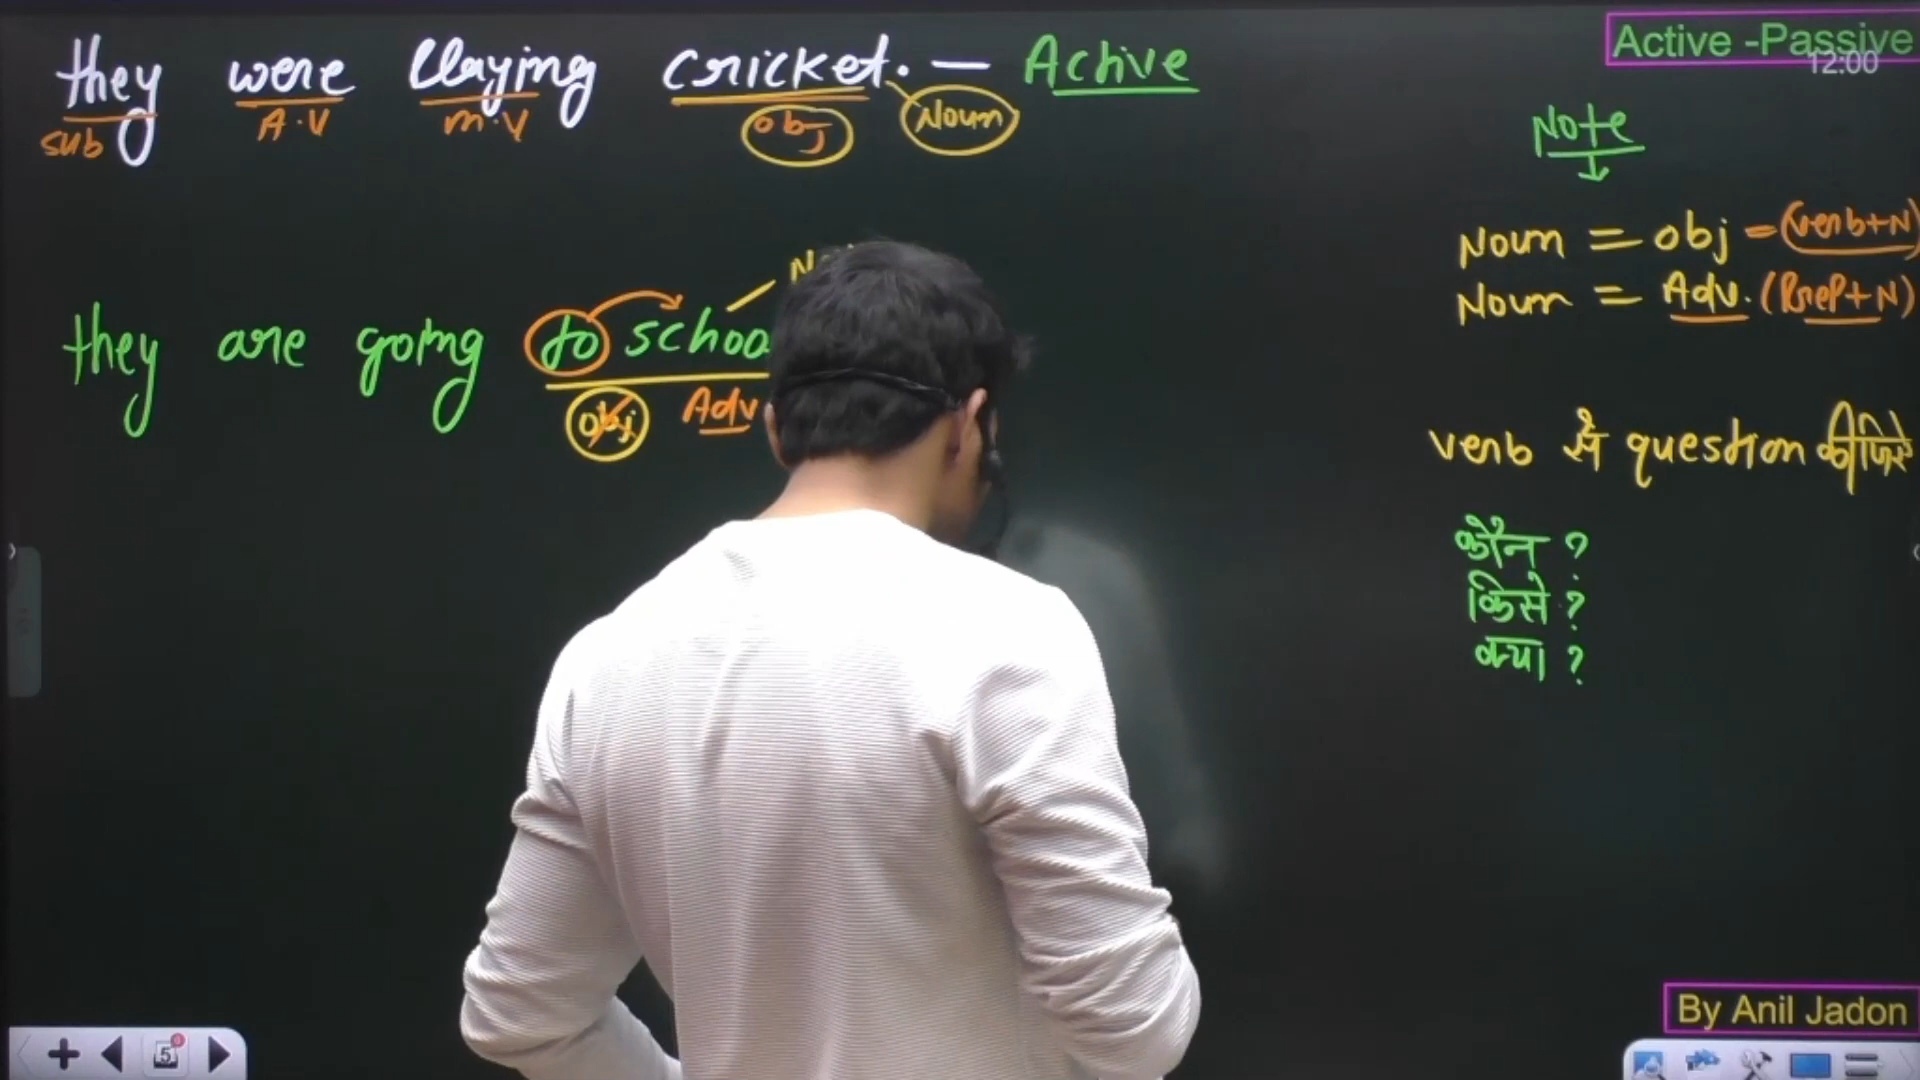 they were playing cricket. — Active
sub A.V m.v obj Noun
they are going to schoo
obj Adv
Active -Passive
12:00
Note
Noun = obj = (verb+N)
Noun = Adv. (Prep+N)
verb से question कीजिए
कौन ?
किसे ?
क्या ?
By Anil Jadon